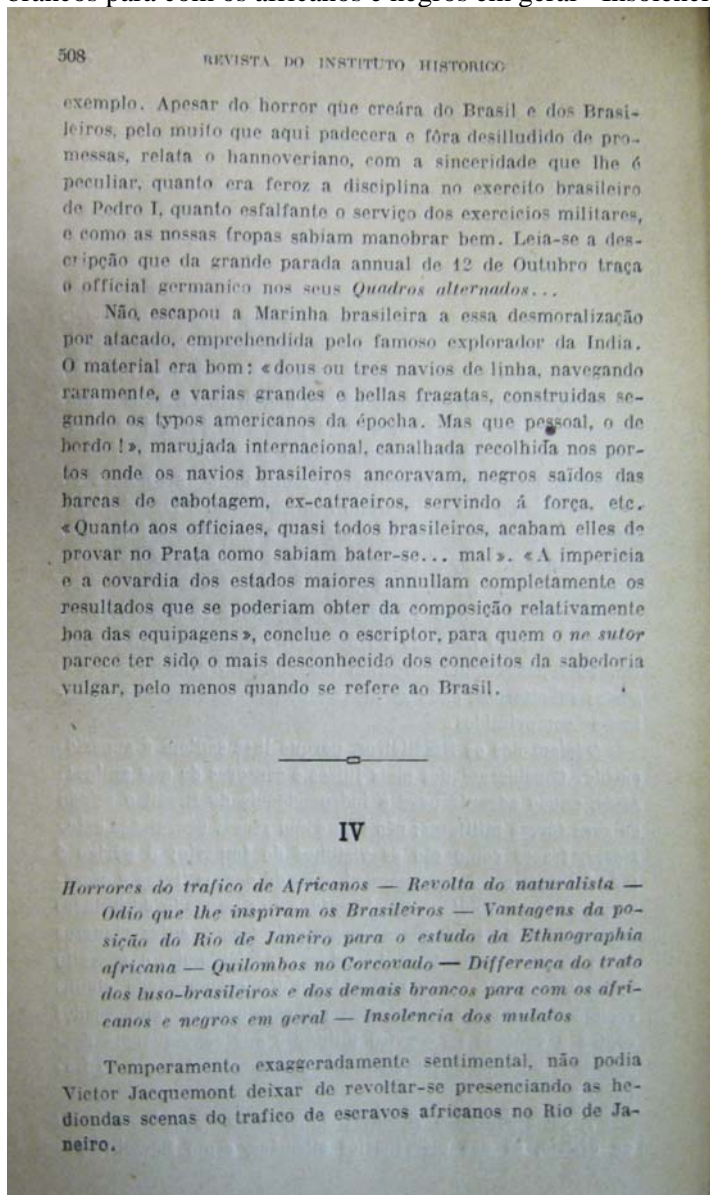 brancos para com os africanos e negros em geral
508
REVISTA DO INSTITUTO HISTORICO
exemplo. Apesar do horror que creára do Brasil e dos Brasi-
leiros, pelo muito que aqui padecera e fôra desilludido de pro-
messas, relata o hannoveriano, com a sinceridade que lhe é
peculiar, quanto era feroz a disciplina no exercito brasileiro
de Pedro I, quanto esfalfante o serviço dos exercicios militares,
e como as nossas tropas sabiam manobrar bem. Leia-se a des-
cripção que da grande parada annual de 12 de Outubro traça
o official germanico nos seus Quadros alternados...
Não, escapou a Marinha brasileira a essa desmoralização
por atacado, emprehendida pelo famoso explorador da India.
O material era bom: «dous ou tres navios de linha, navegando
raramente, e varias grandes e bellas fragatas, construidas se-
gundo os typos americanos da épocha. Mas que pessoal, o de
bordo!», marujada internacional, canalhada recolhida nos por-
tos onde os navios brasileiros ancoravam, negros saïdos das
barcas de cabotagem, ex-catraeiros, servindo á força, etc.
«Quanto aos officiaes, quasi todos brasileiros, acabam elles de
provar no Prata como sabiam bater-se... mal». «A impericia
e a covardia dos estados maiores annullam completamente os
resultados que se poderiam obter da composição relativamente
boa das equipagens», conclue o escriptor, para quem o ne sutor
parece ter sido o mais desconhecido dos conceitos da sabedoria
vulgar, pelo menos quando se refere ao Brasil.
IV
Horrores do trafico de Africanos — Revolta do naturalista —
Odio que lhe inspiram os Brasileiros — Vantagens da po-
sição do Rio de Janeiro para o estudo da Ethnographia
africana — Quilombos no Corcovado — Differença do trato
dos luso-brasileiros e dos demais brancos para com os afri-
canos e negros em geral — Insolencia dos mulatos
Temperamento exaggeradamente sentimental, não podia
Victor Jacquemont deixar de revoltar-se presenciando as he-
diondas scenas do trafico de escravos africanos no Rio de Ja-
neiro.